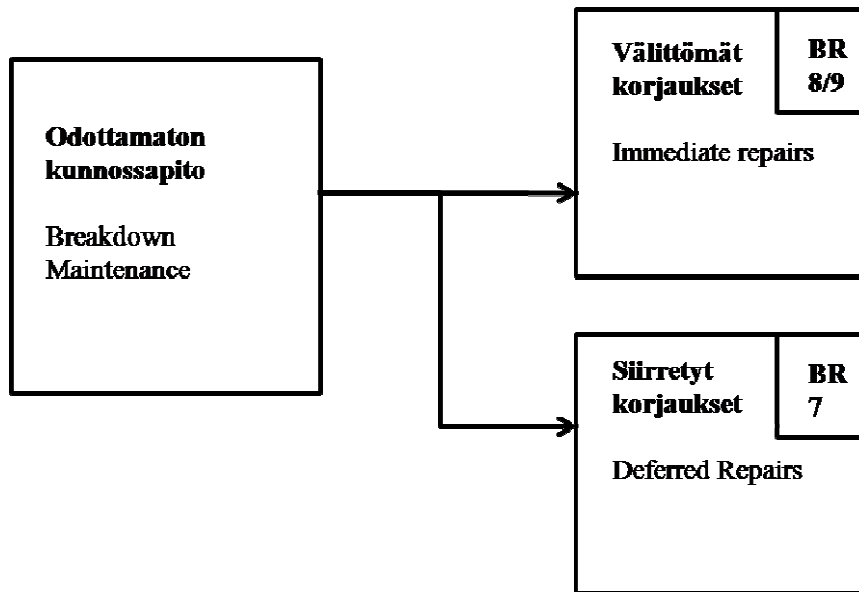 Odottamaton
kunnossapito
Breakdown
Maintenance
Välittömät
korjaukset
BR
8/9
Immediate repairs
Siirretyt
korjaukset
BR
7
Deferred Repairs